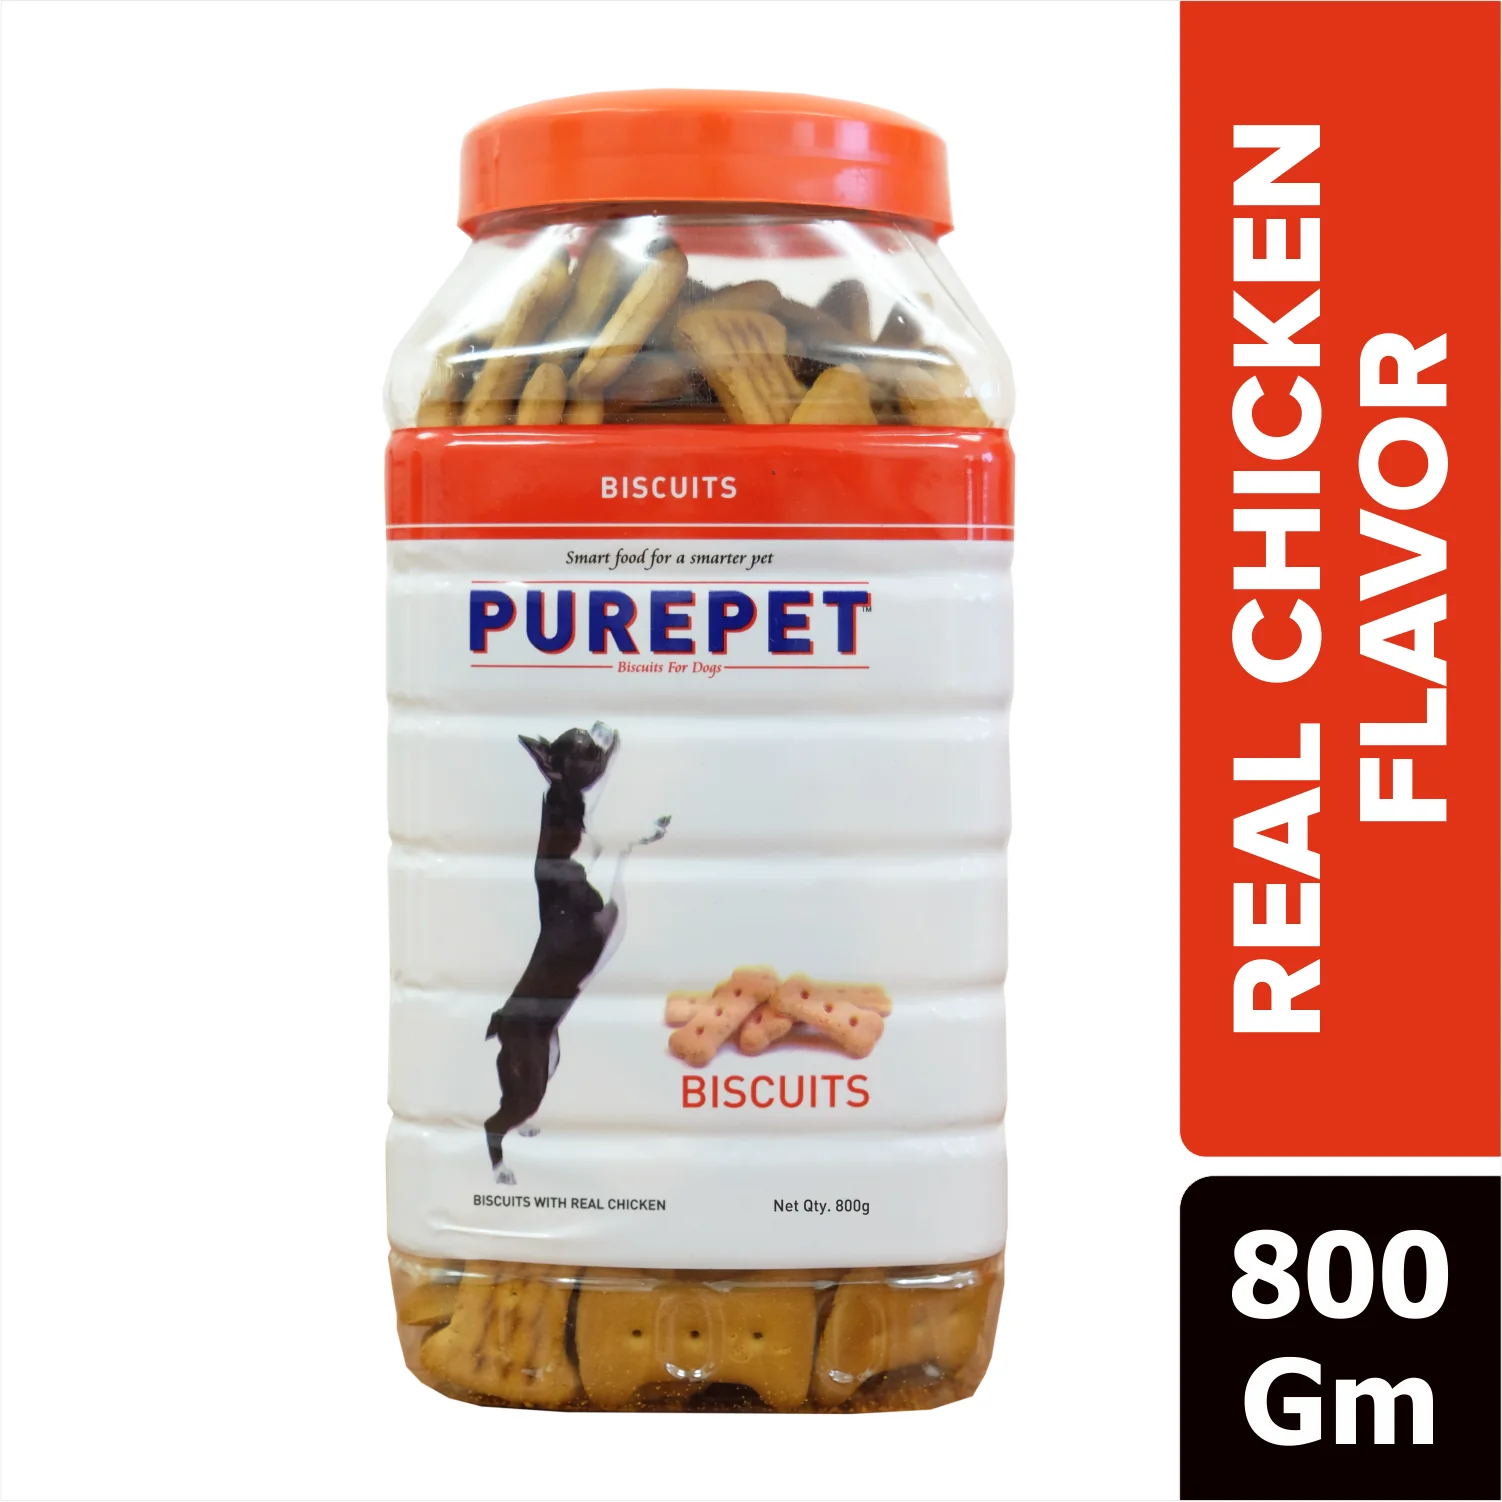 BISCUITS
Smart food for a smarter pet
PUREPET™
Biscuits For Dogs
BISCUITS
BISCUITS WITH REAL CHICKEN
Net Qty. 800g
REAL CHICKEN
FLAVOR
800
Gm